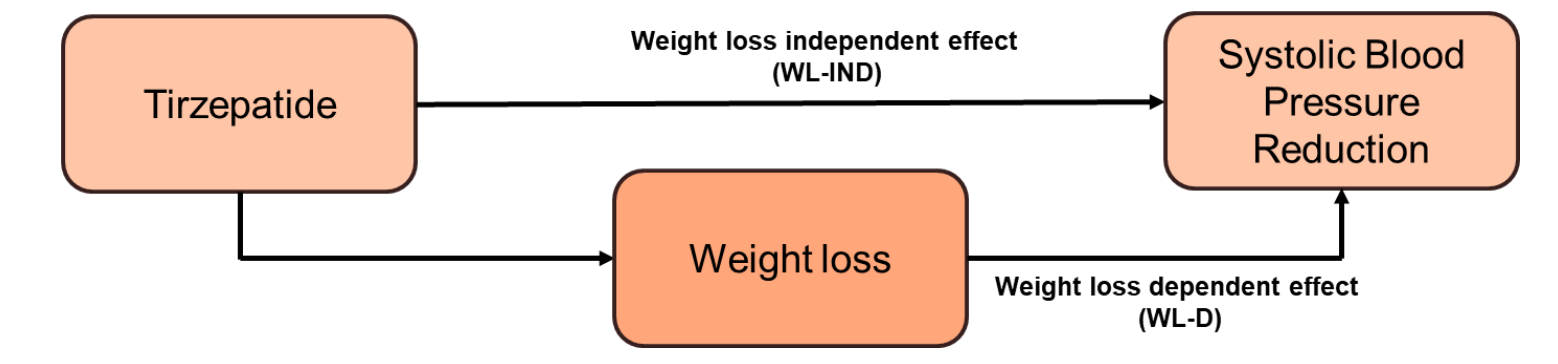 Tirzepatide
Weight loss independent effect
(WL-IND)
Systolic Blood
Pressure
Reduction
Weight loss
Weight loss dependent effect
(WL-D)